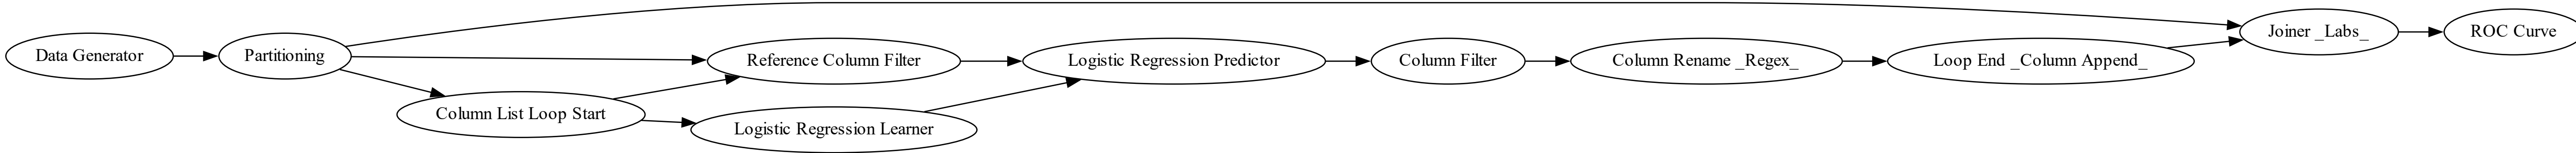 Data Generator
Partitioning
Column List Loop Start
Reference Column Filter
Logistic Regression Learner
Logistic Regression Predictor
Column Filter
Column Rename _Regex_
Loop End _Column Append_
Joiner _Labs_
ROC Curve